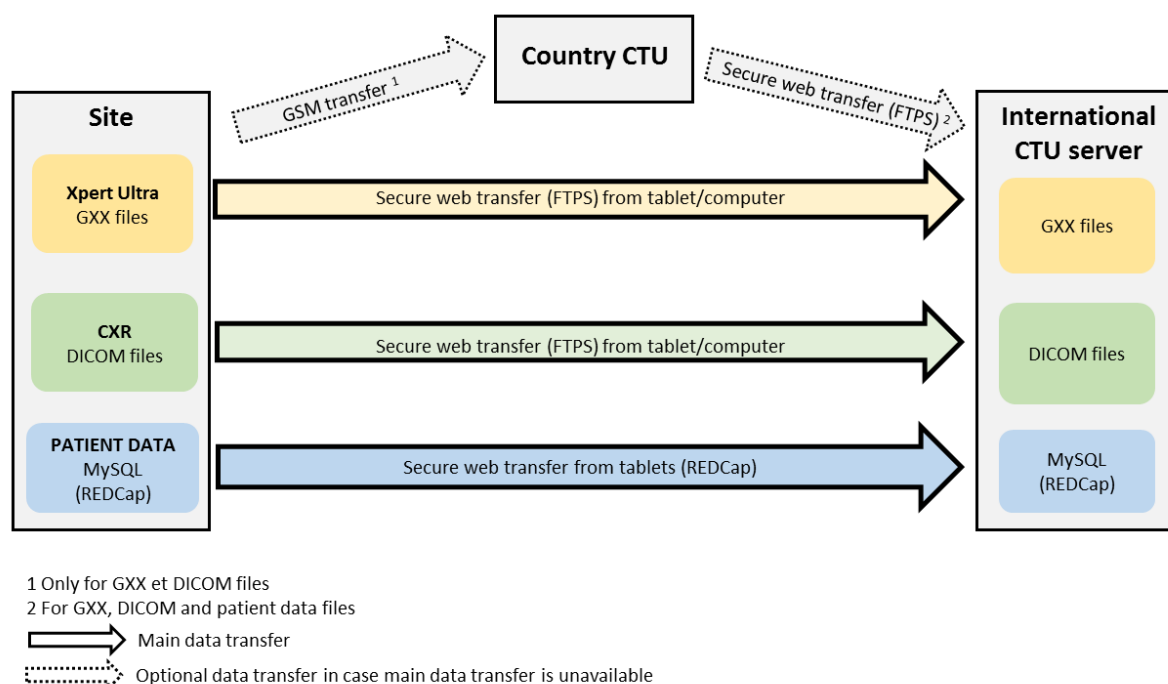 Country CTU
GSM transfer 1
Secure web transfer (FTPS) 2
Site
International
CTU server
Xpert Ultra
GXX files
Secure web transfer (FTPS) from tablet/computer
GXX files
CXR
DICOM files
Secure web transfer (FTPS) from tablet/computer
DICOM files
PATIENT DATA
MySQL
(REDCap)
Secure web transfer from tablets (REDCap)
MySQL
(REDCap)
1 Only for GXX et DICOM files
2 For GXX, DICOM and patient data files
Main data transfer
Optional data transfer in case main data transfer is unavailable